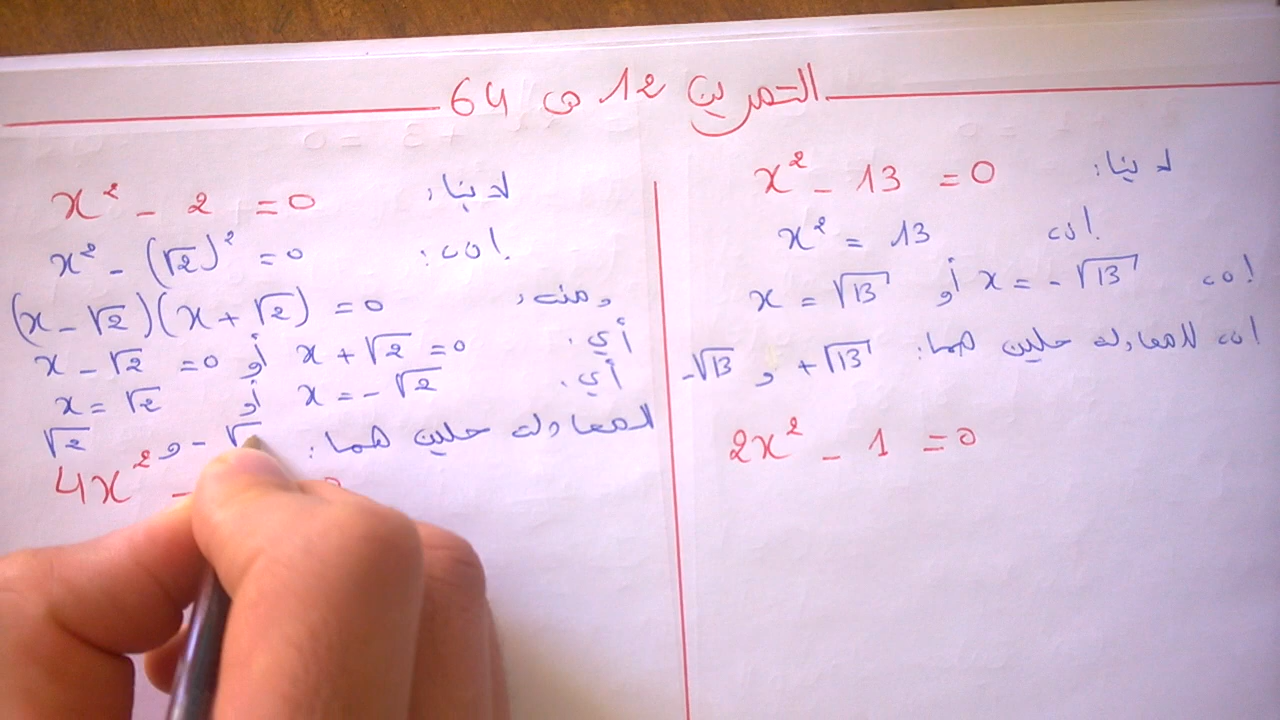 التمرين 12 ص 64
لدينا: x² - 13 = 0
إذن x² = 13
إذن x = -√13 أو x = √13
إذن للمعادلة حلين هما: +√13 و -√13
2x² - 1 = 0
لدينا: x² - 2 = 0
إذن: x² - (√2)² = 0
ومنه: (x - √2)(x + √2) = 0
أي: x - √2 = 0 أو x + √2 = 0
أي: x = √2 أو x = -√2
المعادلة حلين هما: √2 و -√
4x² -